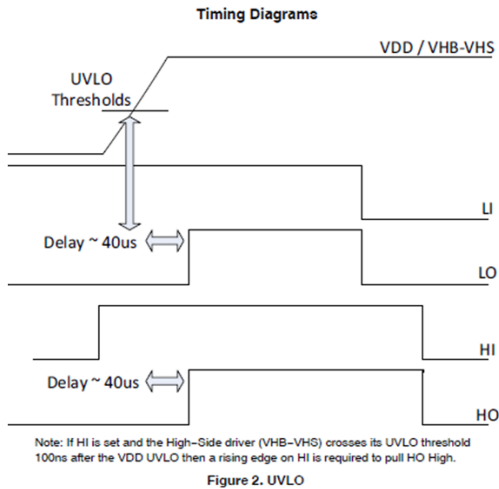 Timing Diagrams
VDD / VHB-VHS
UVLO
Thresholds
LI
Delay ~ 40us
LO
HI
Delay ~ 40us
HO
Note: If HI is set and the High-Side driver (VHB-VHS) crosses its UVLO threshold
100ns after the VDD UVLO then a rising edge on HI is required to pull HO High.
Figure 2. UVLO